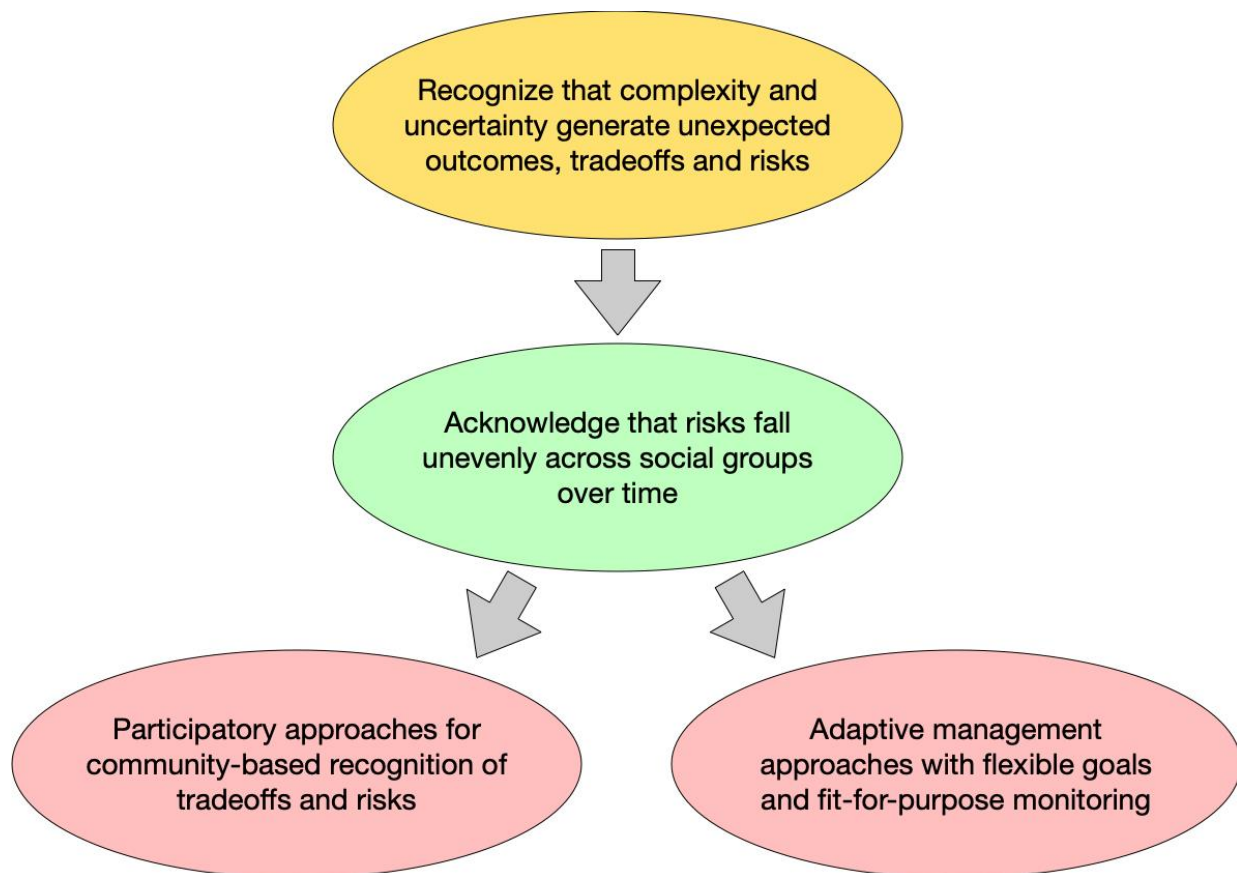 Recognize that complexity and
uncertainty generate unexpected
outcomes, tradeoffs and risks
Acknowledge that risks fall
unevenly across social groups
over time
Participatory approaches for
community-based recognition of
tradeoffs and risks
Adaptive management
approaches with flexible goals
and fit-for-purpose monitoring